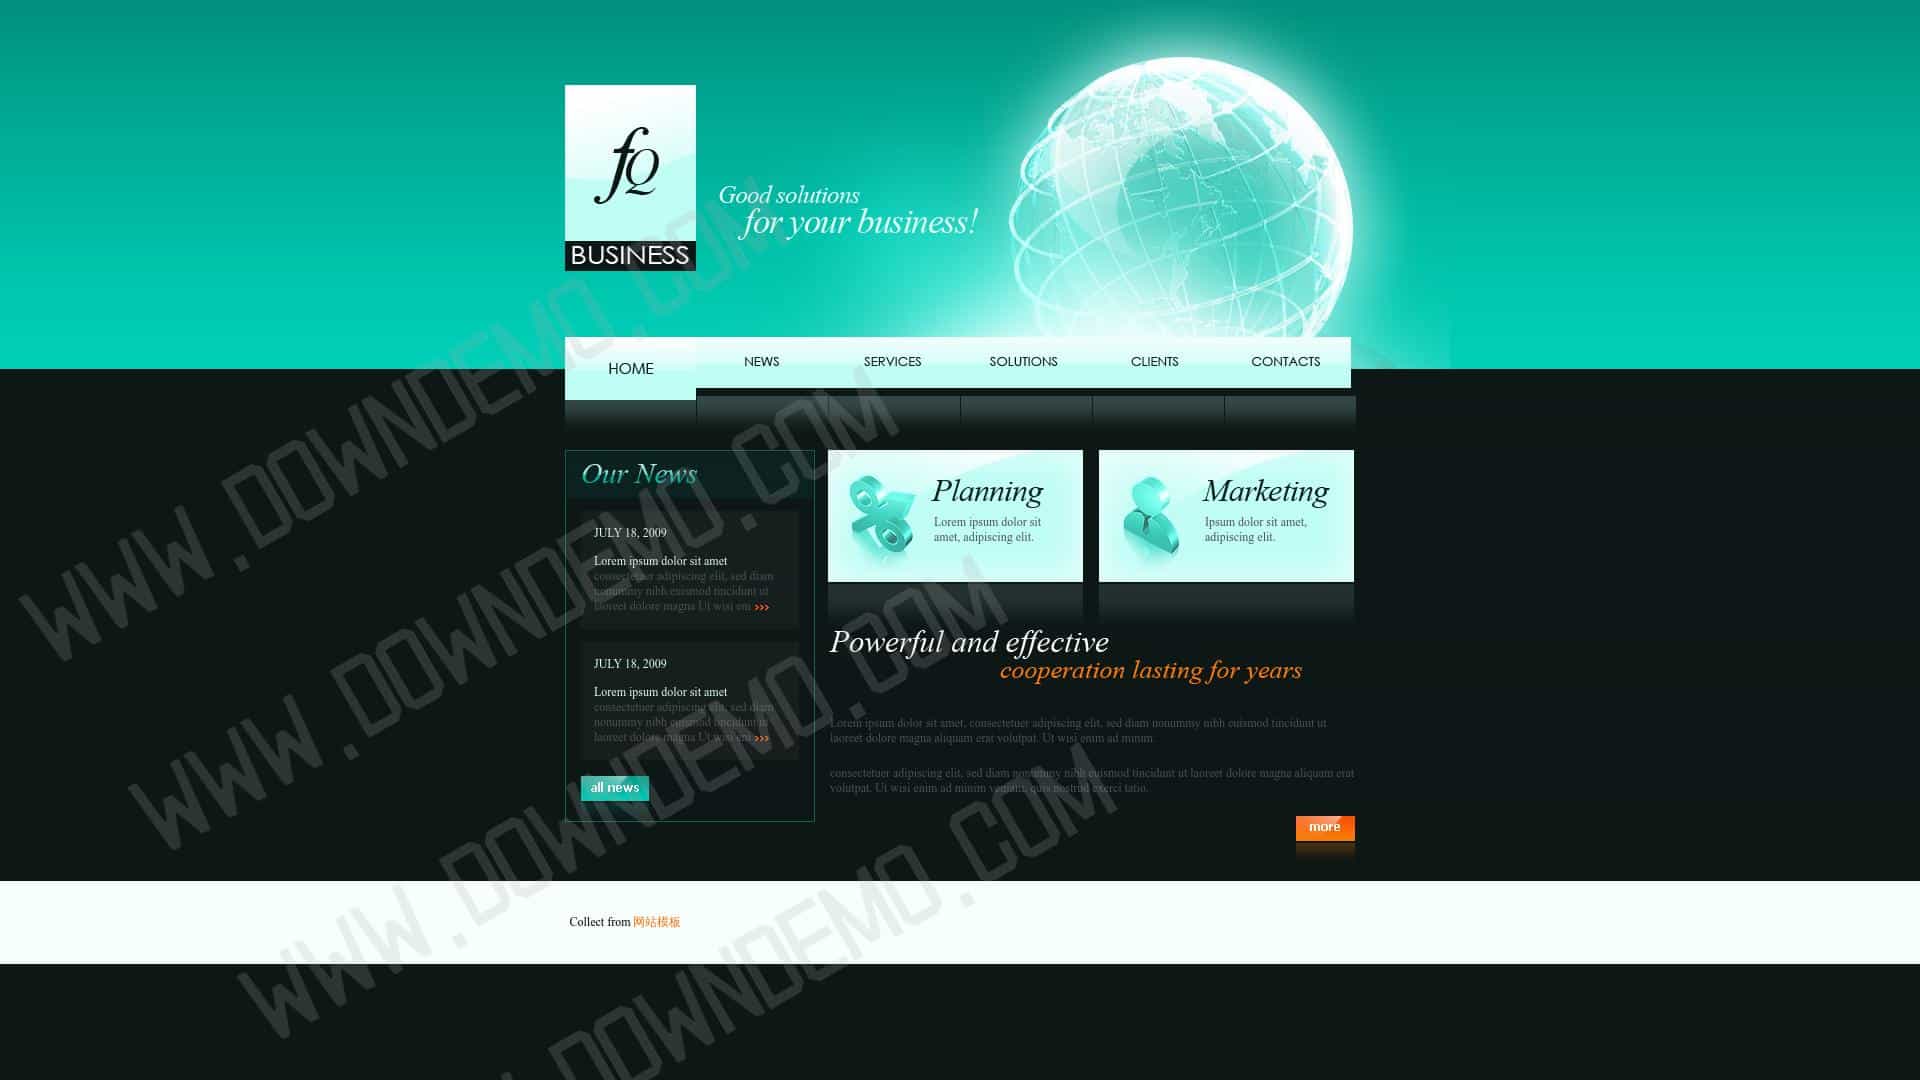 fQ
BUSINESS
Good solutions
for your business!
HOME
NEWS
SERVICES
SOLUTIONS
CLIENTS
CONTACTS
Our News
JULY 18, 2009
Lorem ipsum dolor sit amet
consectetuer adipiscing elit, sed diam
nonummy nibh euismod tincidunt ut
laoreet dolore magna Ut wisi em >>>
JULY 18, 2009
Lorem ipsum dolor sit amet
consectetuer adipiscing elit, sed diam
nonummy nibh euismod tincidunt ut
laoreet dolore magna Ut wisi em >>>
all news
Planning
Lorem ipsum dolor sit
amet, adipiscing elit.
Marketing
Ipsum dolor sit amet,
adipiscing elit.
Powerful and effective
cooperation lasting for years
Lorem ipsum dolor sit amet, consectetuer adipiscing elit, sed diam nonummy nibh euismod tincidunt ut
laoreet dolore magna aliquam erat volutpat. Ut wisi enim ad minim.
consectetuer adipiscing elit, sed diam nonummy nibh euismod tincidunt ut laoreet dolore magna aliquam erat
volutpat. Ut wisi enim ad minim veniam, quis nostrud exerci tatio.
more
Collect from 网站模板
WWW.DOWNDEMO.COM
WWW.DOWNDEMO.COM
WWW.DOWNDEMO.COM
DOWNDEMO.COM